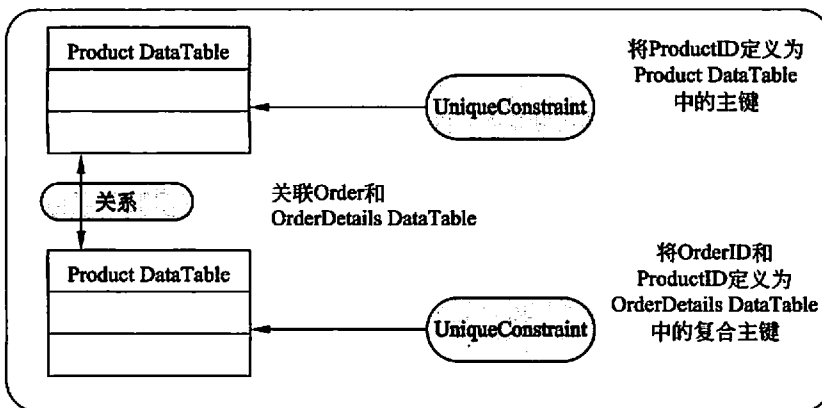 Product DataTable
UniqueConstraint
将ProductID定义为
Product DataTable
中的主键
关系
关联Order和
OrderDetails DataTable
Product DataTable
UniqueConstraint
将OrderID和
ProductID定义为
OrderDetails DataTable
中的复合主键